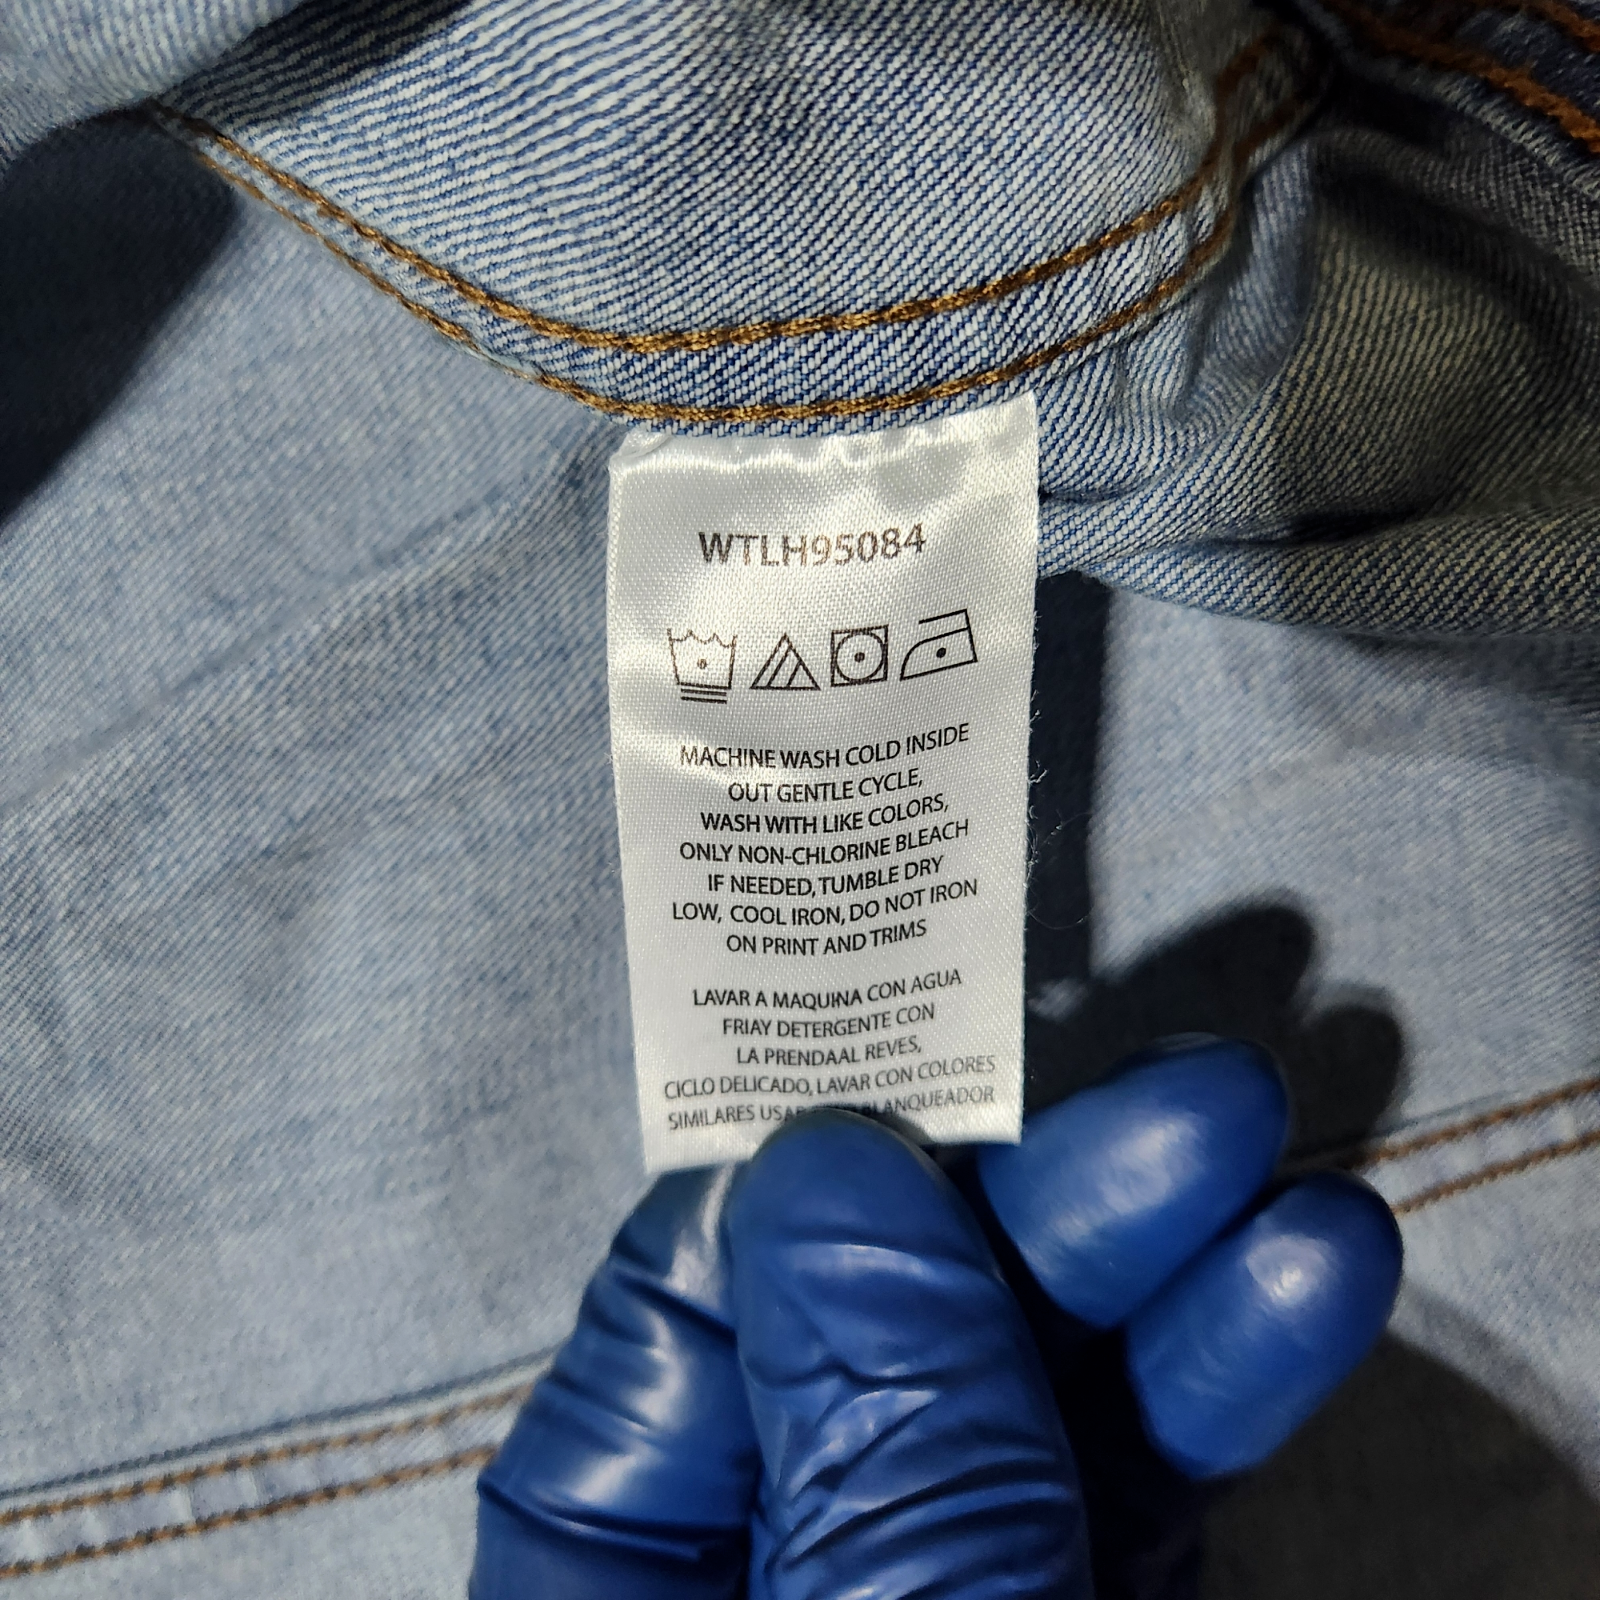 WTLH95084
MACHINE WASH COLD INSIDE
OUT GENTLE CYCLE,
WASH WITH LIKE COLORS,
ONLY NON-CHLORINE BLEACH
IF NEEDED, TUMBLE DRY
LOW, COOL IRON, DO NOT IRON
ON PRINT AND TRIMS
LAVAR A MAQUINA CON AGUA
FRIAY DETERGENTE CON
LA PRENDAAL REVES,
CICLO DELICADO, LAVAR CON COLORES
SIMILARES BLANQUEADOR